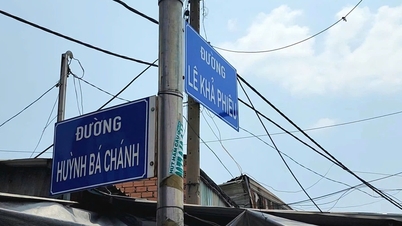 ĐƯỜNG
LÊ KHẢ PHIÊU
ĐƯỜNG
HUỲNH BÁ CHÁNH